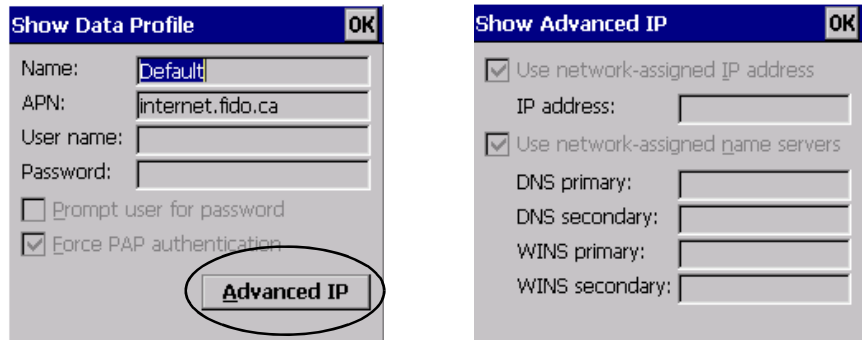 Show Data Profile OK
Name: Default
APN: internet.fido.ca
User name:
Password:
Prompt user for password
Force PAP authentication
Advanced IP
Show Advanced IP OK
Use network-assigned IP address
IP address:
Use network-assigned name servers
DNS primary:
DNS secondary:
WINS primary:
WINS secondary: